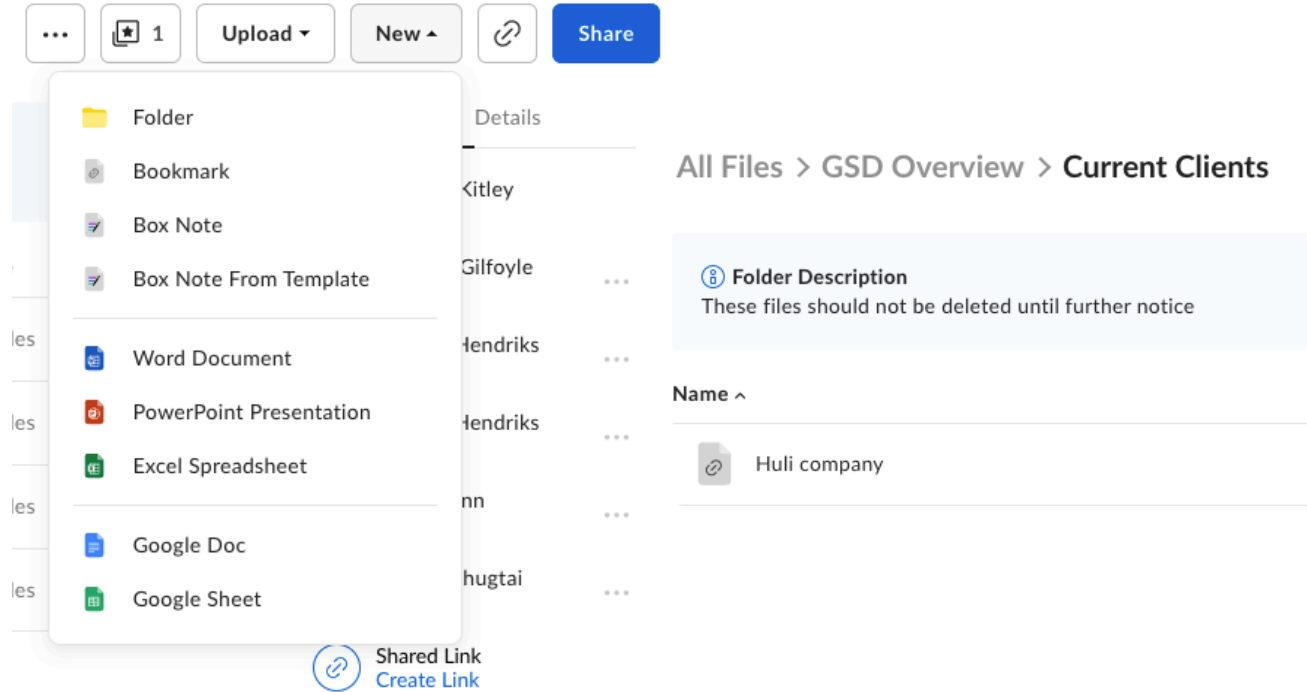 1
Upload
New
Share
Folder
Bookmark
Box Note
Box Note From Template
Word Document
PowerPoint Presentation
Excel Spreadsheet
Google Doc
Google Sheet
Details
Kitley
Gilfoyle
Hendriks
Hendriks
Shared Link
Create Link
All Files > GSD Overview > Current Clients
Folder Description
These files should not be deleted until further notice
Name
Huli company